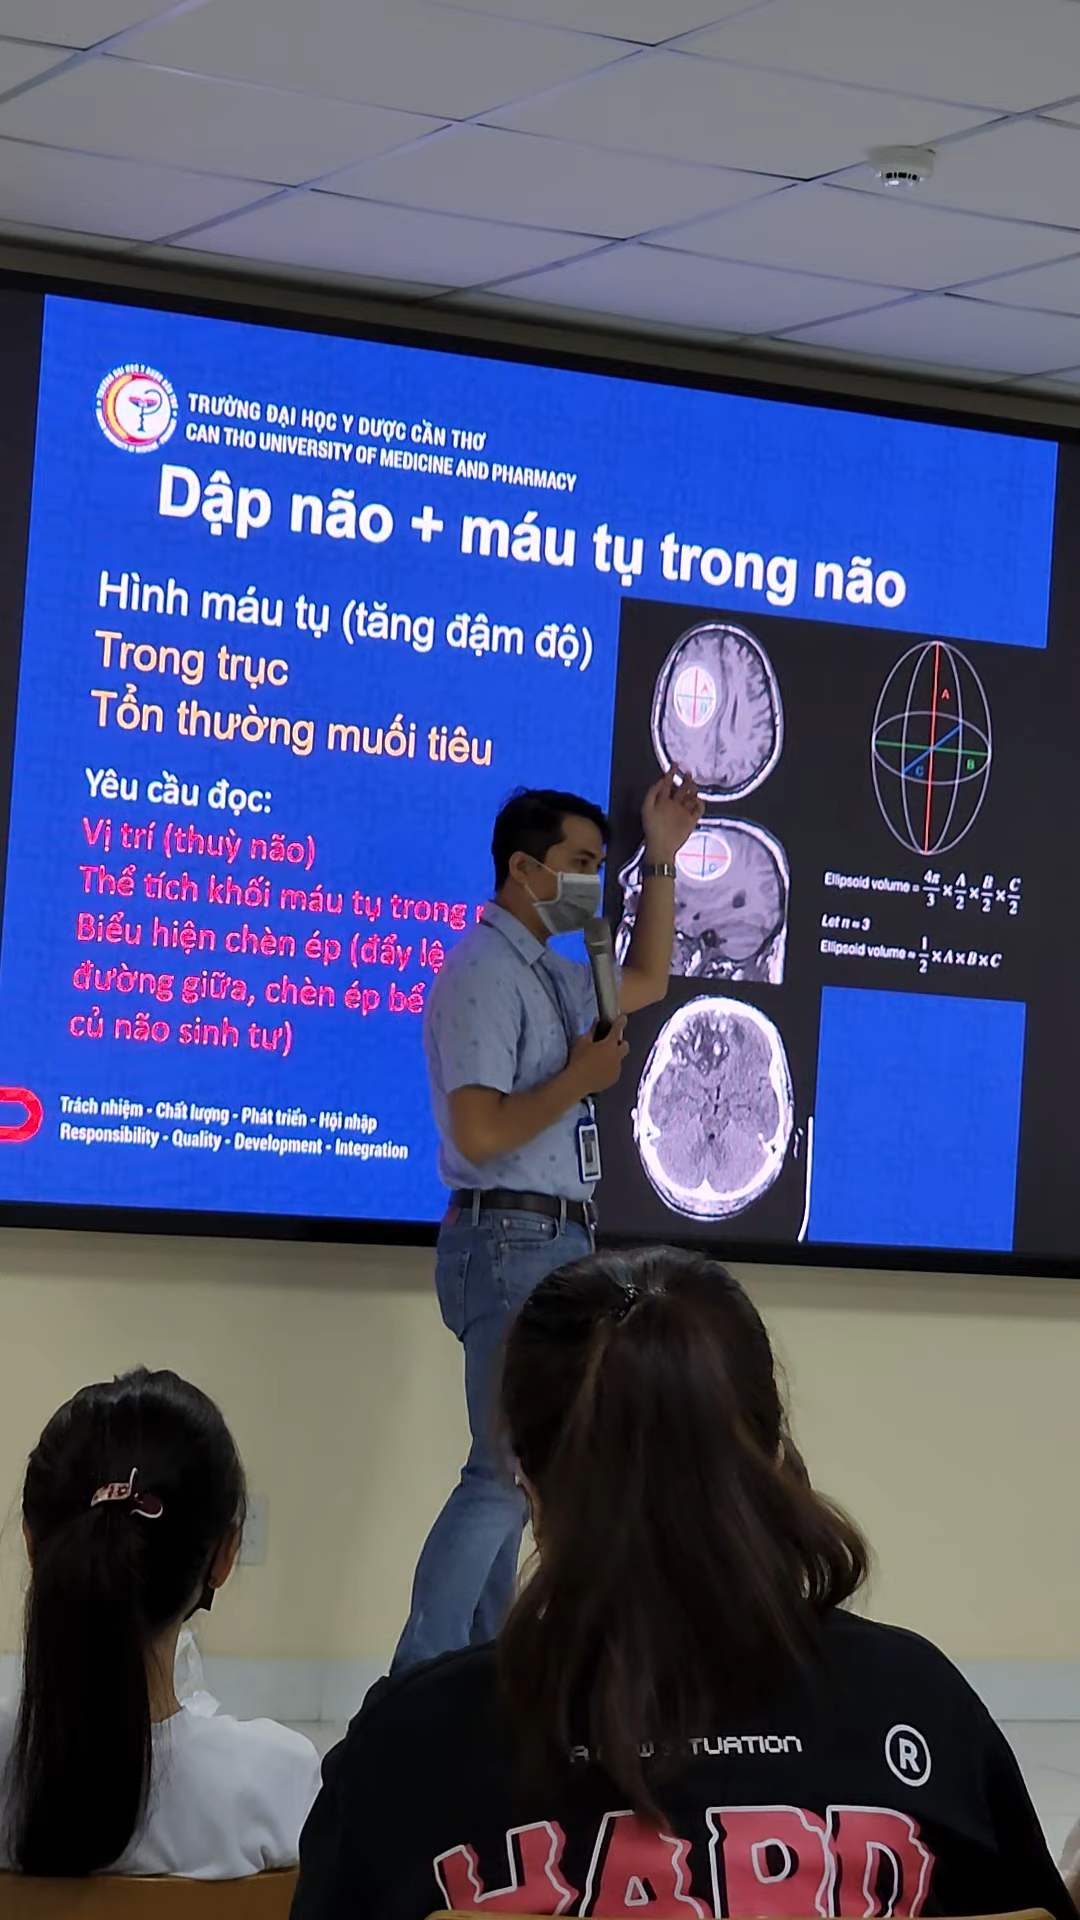 TRƯỜNG ĐẠI HỌC Y DƯỢC CẦN THƠ
CAN THO UNIVERSITY OF MEDICINE AND PHARMACY
Dập não + máu tụ trong não
Hình máu tụ (tăng đậm độ)
Trong trục
Tổn thường muối tiêu
Yêu cầu đọc:
Vị trí (thuỳ não)
Thể tích khối máu tụ trong
Biểu hiện chèn ép (đẩy lệ
đường giữa, chèn ép bể
củ não sinh tư)
Trách nhiệm - Chất lượng - Phát triển - Hội nhập
Responsibility - Quality - Development - Integration
A
B
C
Ellipsoid volume = 4π/3 × A/2 × B/2 × C/2
Let π = 3
Ellipsoid volume = 1/2 × A × B × C
TUATION
®
HARD